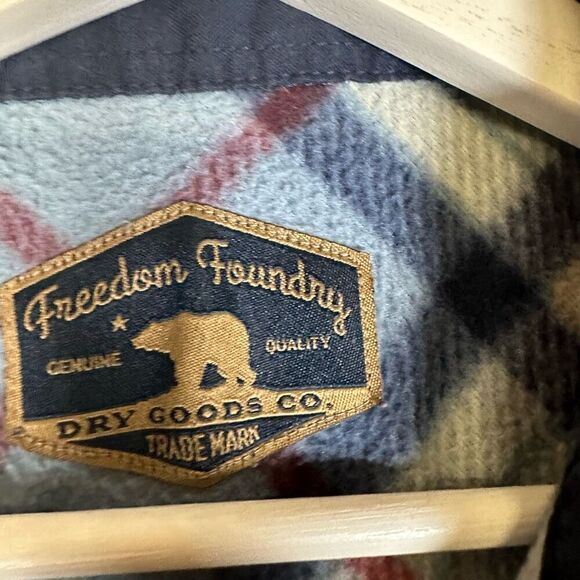 Freedom Foundry
GENUINE QUALITY
DRY GOODS CO.
TRADE MARK